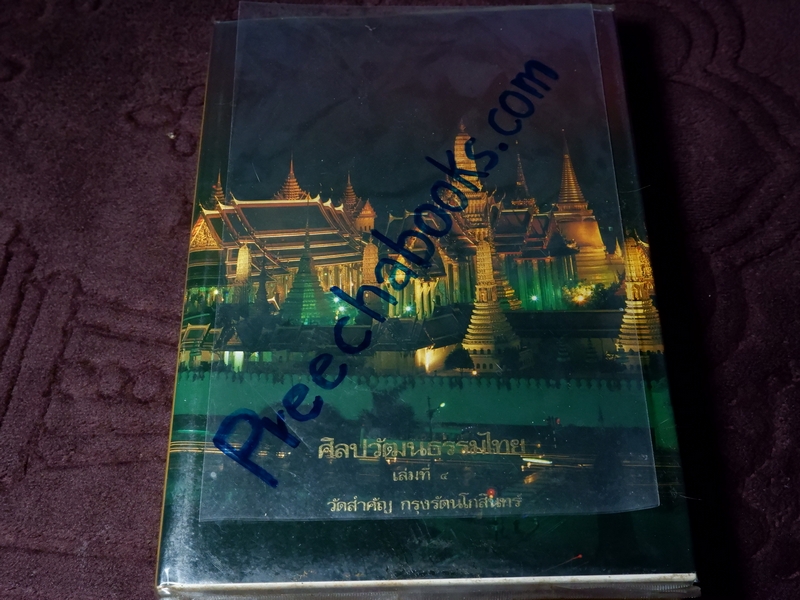 Preechabooks.com
ศิลปวัฒนธรรมไทย
เล่มที่ ๔
วัดสำคัญ กรุงรัตนโกสินทร์